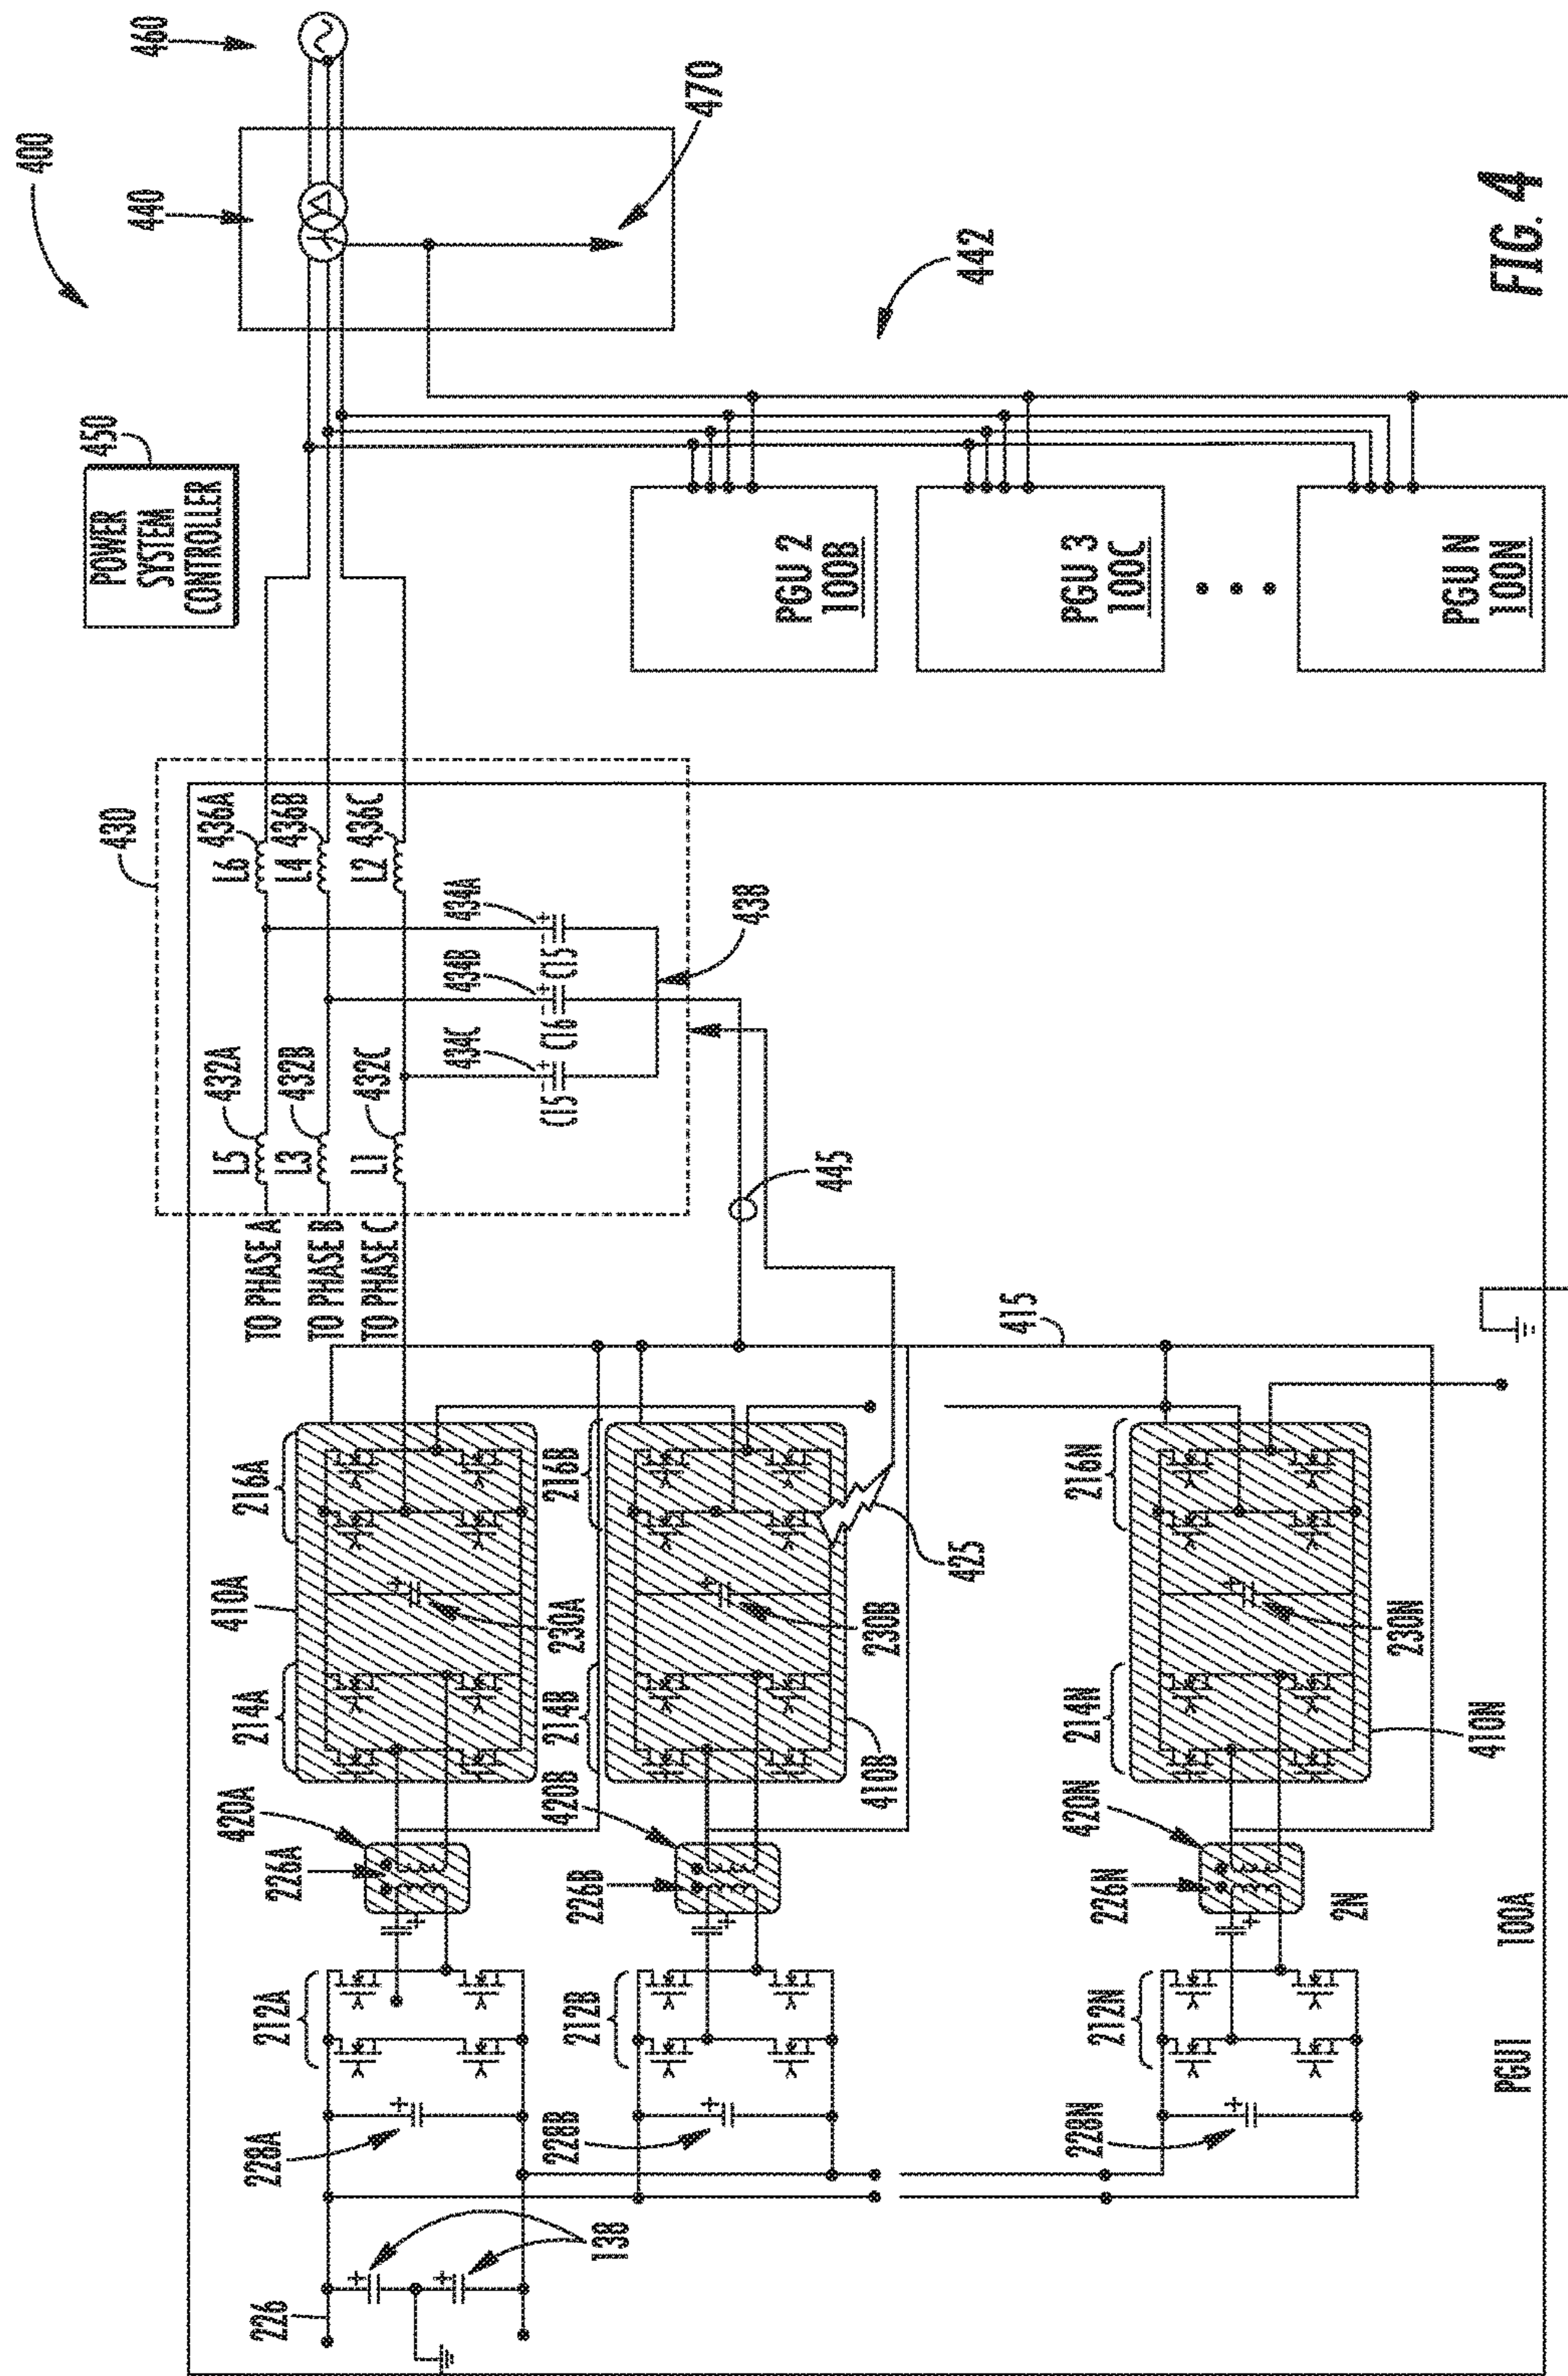 400
460
440
470
442
450
POWER
SYSTEM
CONTROLLER
PGU 2
100B
PGU 3
100C
PGU N
100N
430
L6
436A
L4
436B
L2
436C
434A
C15
434B
C16
434C
C15
438
L5
432A
L3
432B
L1
432C
445
TO PHASE A
TO PHASE B
TO PHASE C
415
216A
216B
216N
410A
230A
425
230B
230N
214A
214B
214N
410B
410N
420A
226A
420B
226B
420N
226N
2N
100A
212A
212B
212N
PGU1
228A
228B
228N
138
226
FIG. 4